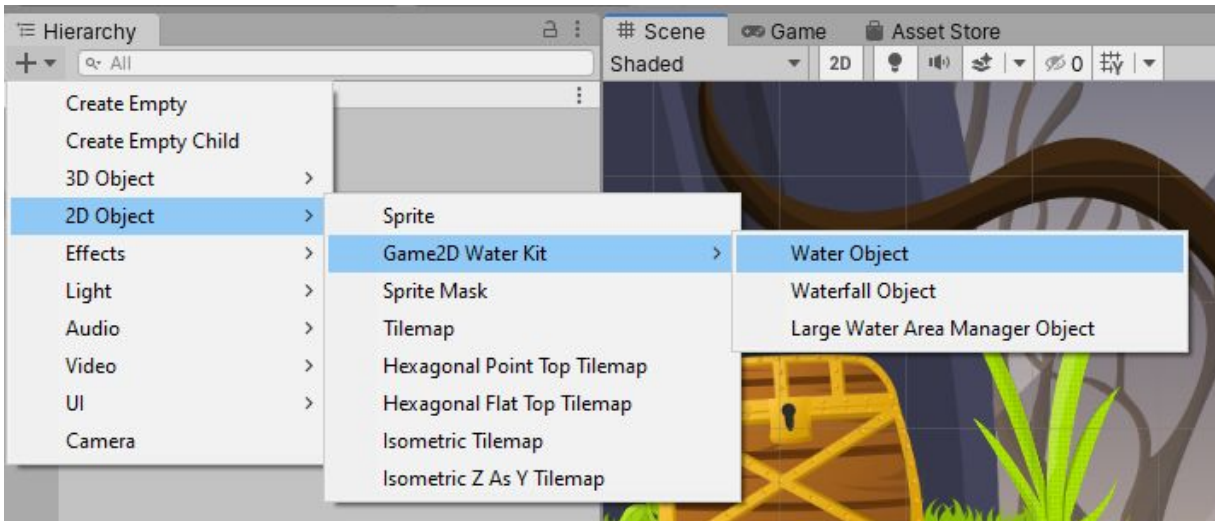 Hierarchy
All
Create Empty
Create Empty Child
3D Object
2D Object
Effects
Light
Audio
Video
UI
Camera
Sprite
Game2D Water Kit
Sprite Mask
Tilemap
Hexagonal Point Top Tilemap
Hexagonal Flat Top Tilemap
Isometric Tilemap
Isometric Z As Y Tilemap
Water Object
Waterfall Object
Large Water Area Manager Object
Scene Game Asset Store
Shaded 2D 0